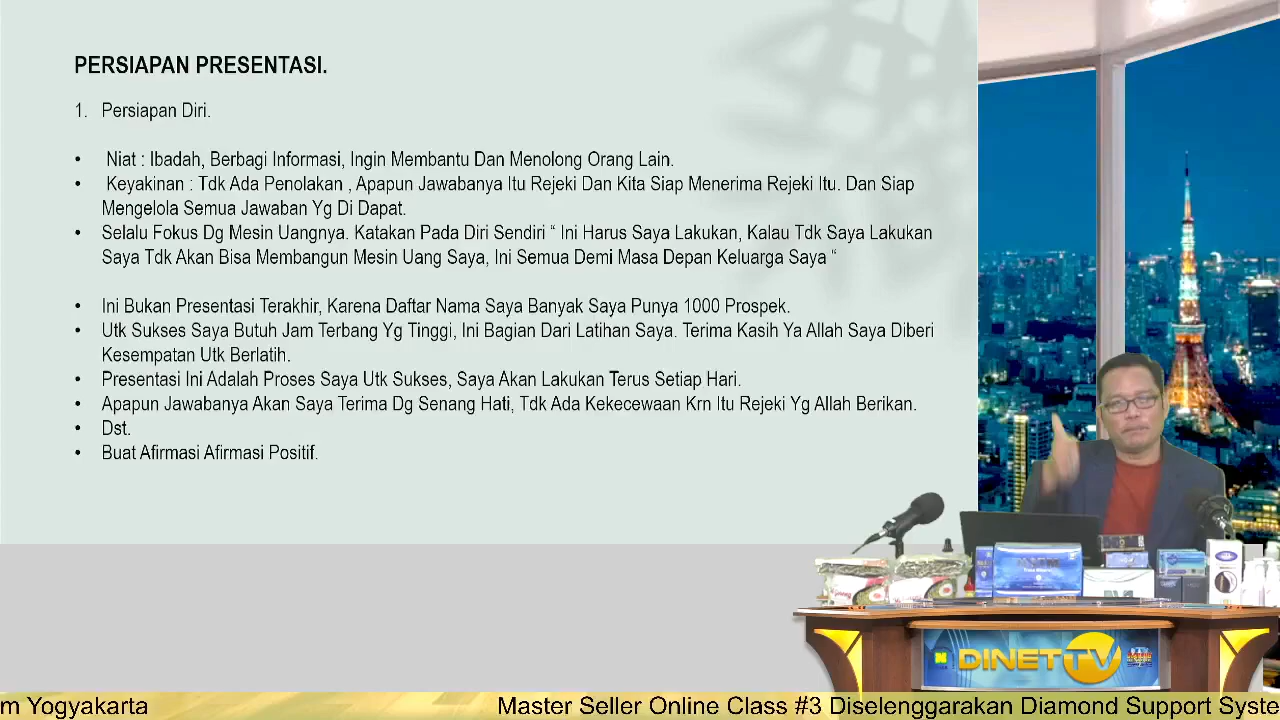 PERSIAPAN PRESENTASI.
1. Persiapan Diri.
• Niat : Ibadah, Berbagi Informasi, Ingin Membantu Dan Menolong Orang Lain.
• Keyakinan : Tdk Ada Penolakan , Apapun Jawabanya Itu Rejeki Dan Kita Siap Menerima Rejeki Itu. Dan Siap
Mengelola Semua Jawaban Yg Di Dapat.
• Selalu Fokus Dg Mesin Uangnya. Katakan Pada Diri Sendiri “ Ini Harus Saya Lakukan, Kalau Tdk Saya Lakukan
Saya Tdk Akan Bisa Membangun Mesin Uang Saya, Ini Semua Demi Masa Depan Keluarga Saya “
• Ini Bukan Presentasi Terakhir, Karena Daftar Nama Saya Banyak Saya Punya 1000 Prospek.
• Utk Sukses Saya Butuh Jam Terbang Yg Tinggi, Ini Bagian Dari Latihan Saya. Terima Kasih Ya Allah Saya Diberi
Kesempatan Utk Berlatih.
• Presentasi Ini Adalah Proses Saya Utk Sukses, Saya Akan Lakukan Terus Setiap Hari.
• Apapun Jawabanya Akan Saya Terima Dg Senang Hati, Tdk Ada Kekecewaan Krn Itu Rejeki Yg Allah Berikan.
• Dst.
• Buat Afirmasi Afirmasi Positif.
DINET TV
m Yogyakarta Master Seller Online Class #3 Diselenggarakan Diamond Support Syste